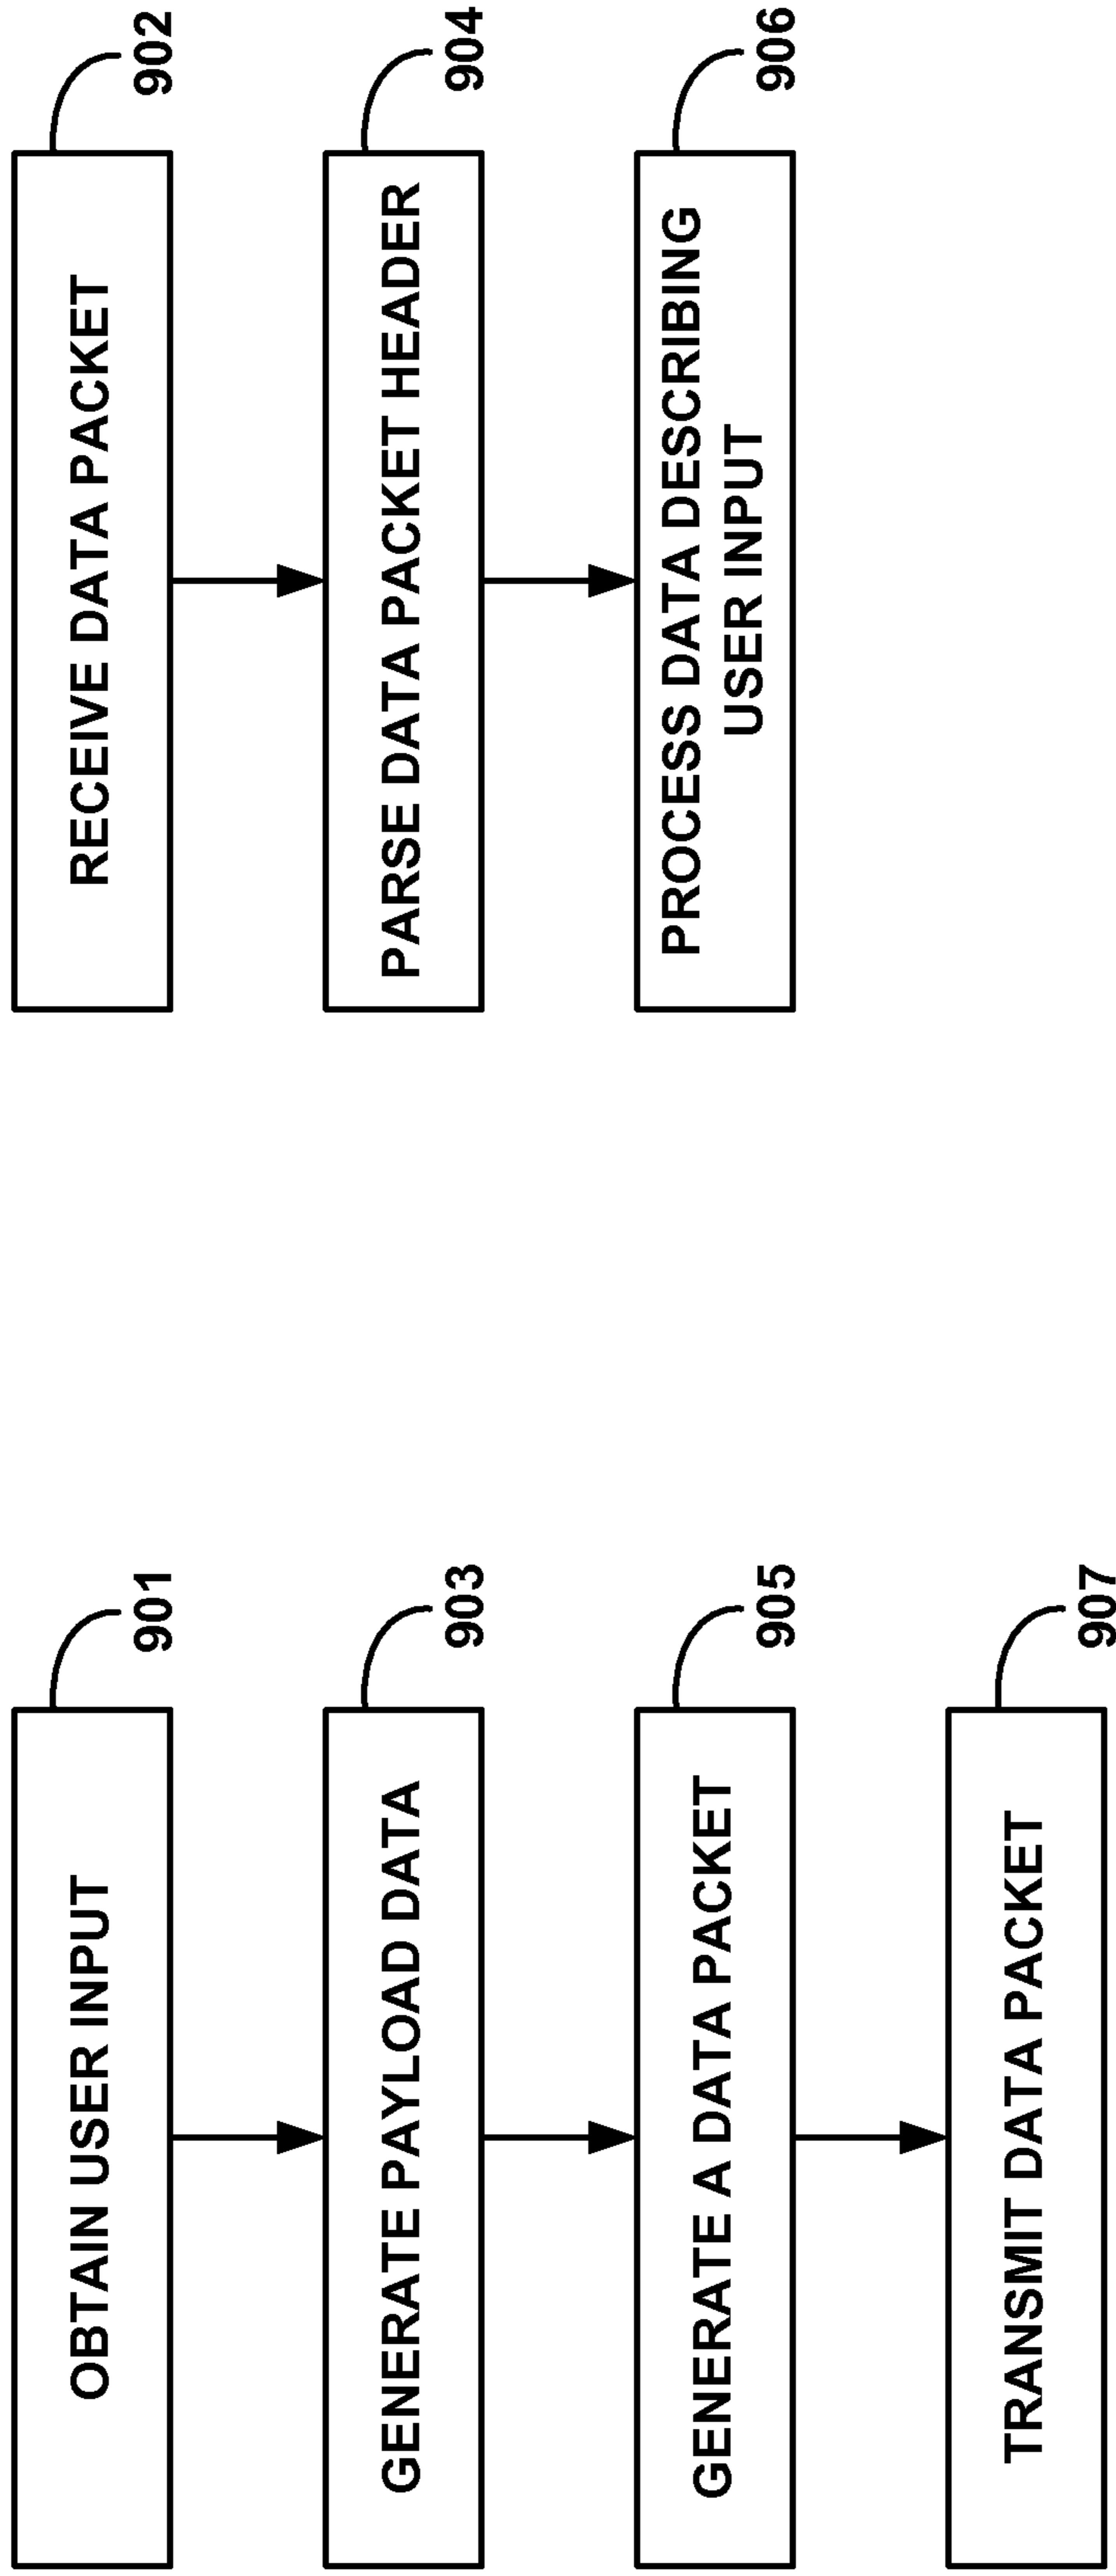 OBTAIN USER INPUT
901
GENERATE PAYLOAD DATA
903
GENERATE A DATA PACKET
905
TRANSMIT DATA PACKET
907
RECEIVE DATA PACKET
902
PARSE DATA PACKET HEADER
904
PROCESS DATA DESCRIBING
USER INPUT
906